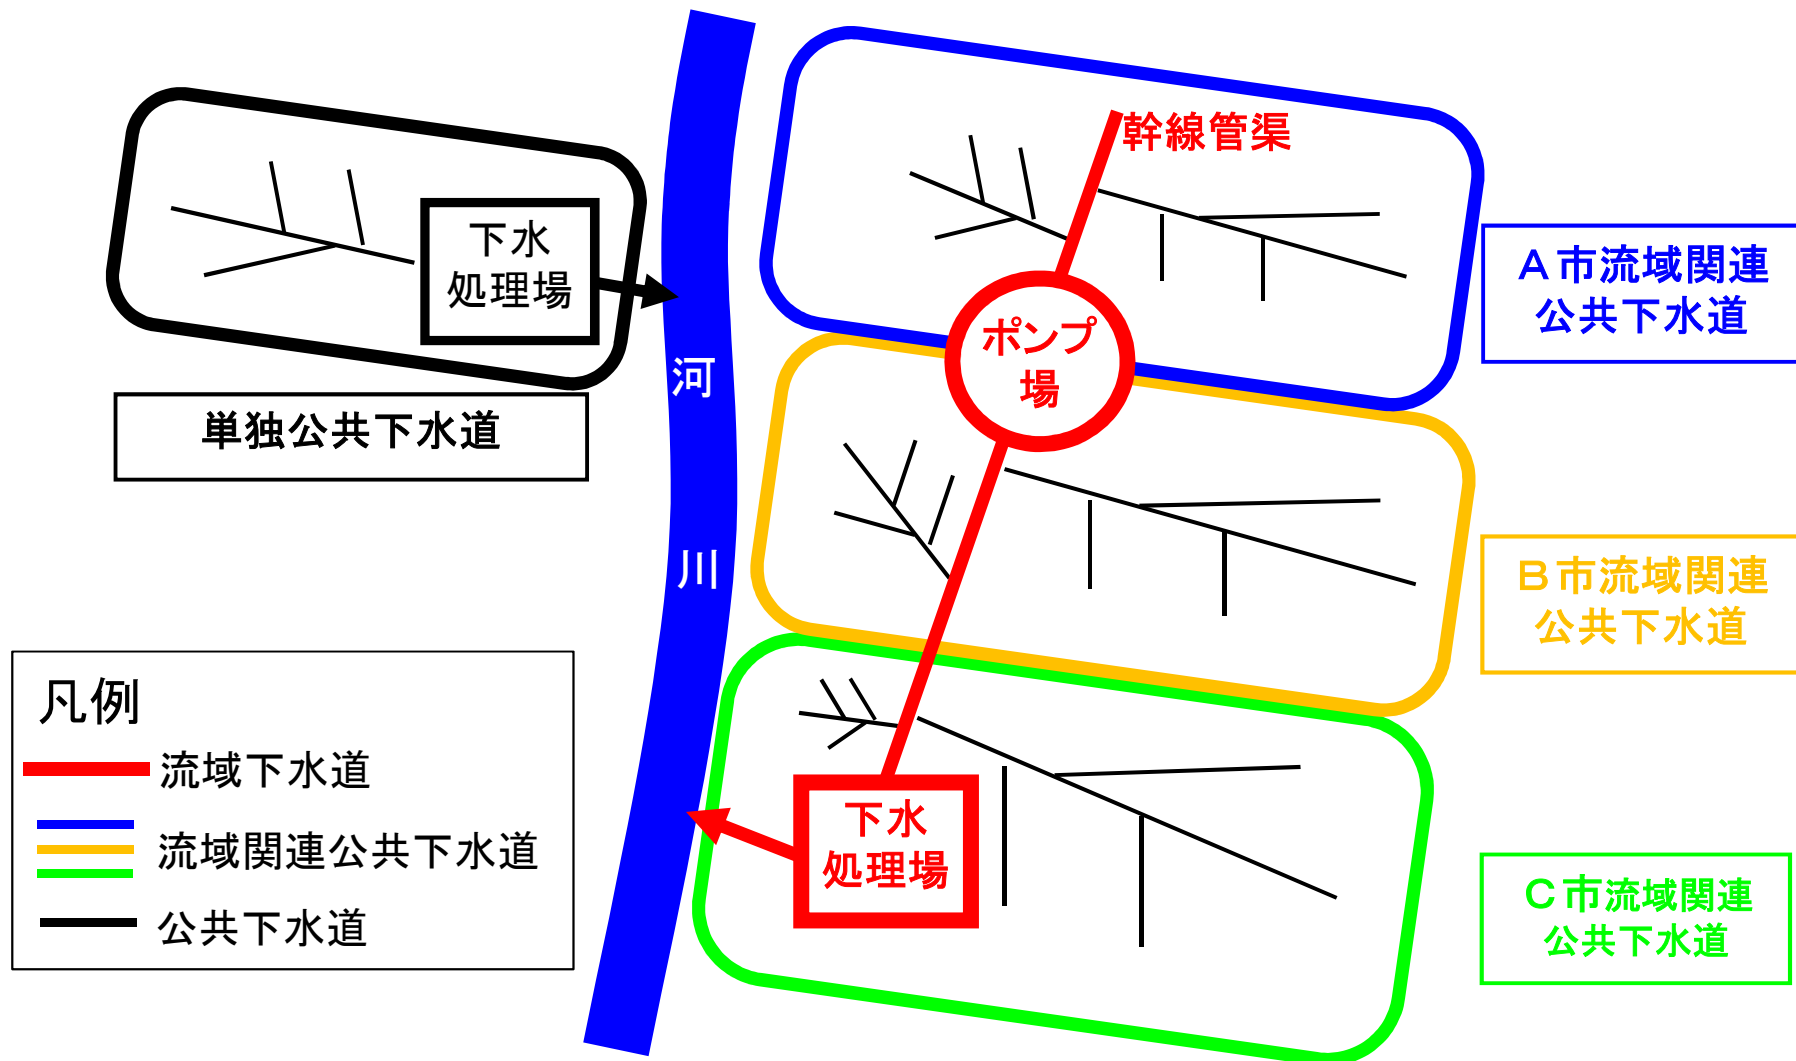 幹線管渠
下水
処理場
A市流域関連
公共下水道
ポンプ
場
河
川
単独公共下水道
B市流域関連
公共下水道
凡例
流域下水道
流域関連公共下水道
公共下水道
下水
処理場
C市流域関連
公共下水道